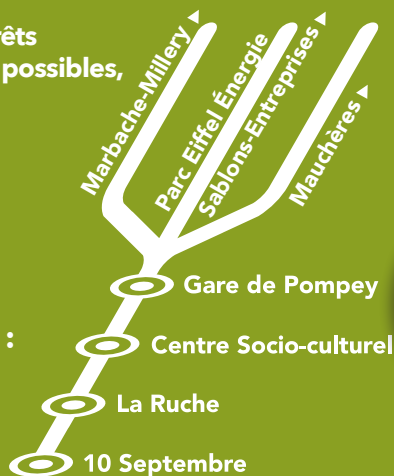 êts
possibles,
Marbache-Millery
Parc Eiffel Énergie
Sablons-Entreprises
Mauchères
Gare de Pompey
:
Centre Socio-culturel
La Ruche
10 Septembre